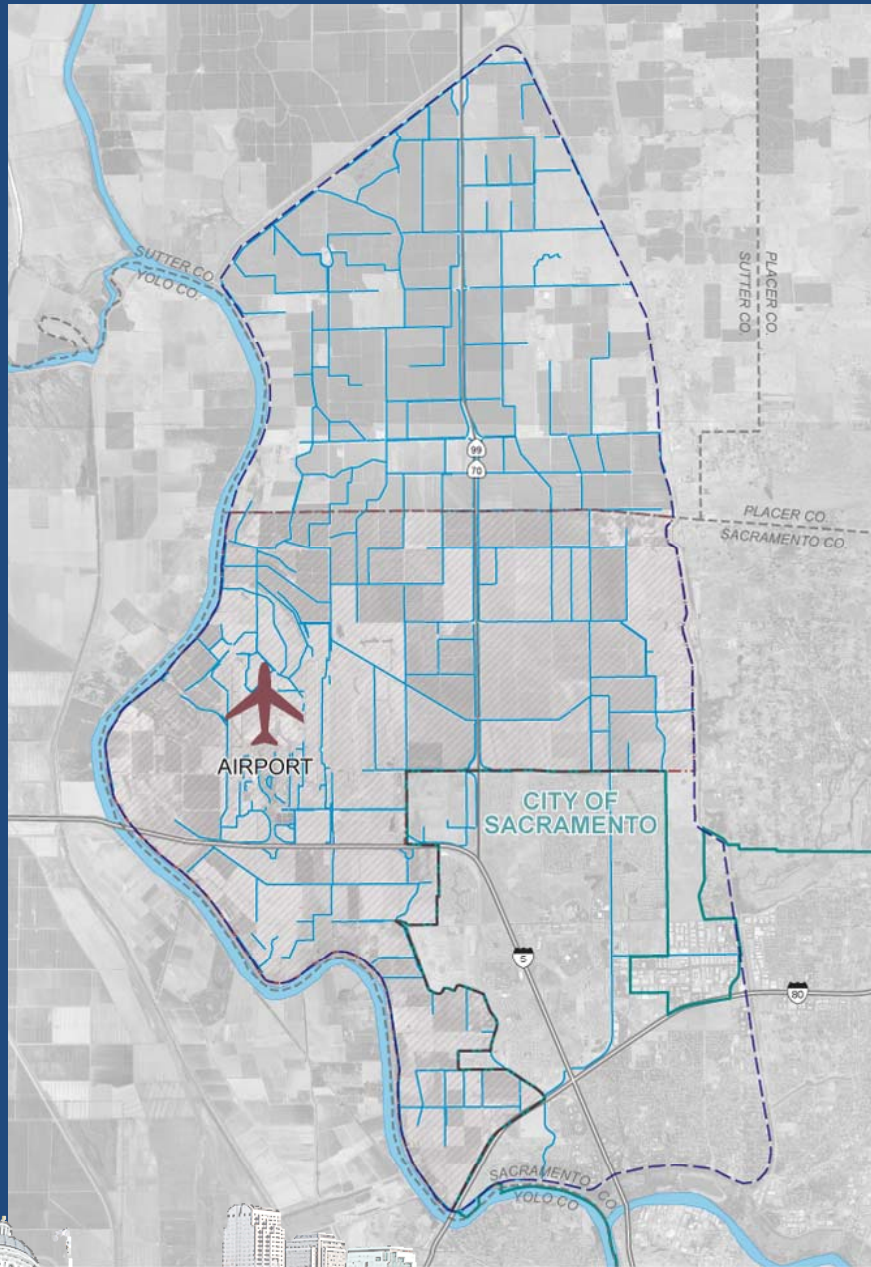 SUTTER CO.
YOLO CO.
PLACER CO.
SUTTER CO.
99
70
PLACER CO.
SACRAMENTO CO.
AIRPORT
CITY OF
SACRAMENTO
5
80
SACRAMENTO CO.
YOLO CO